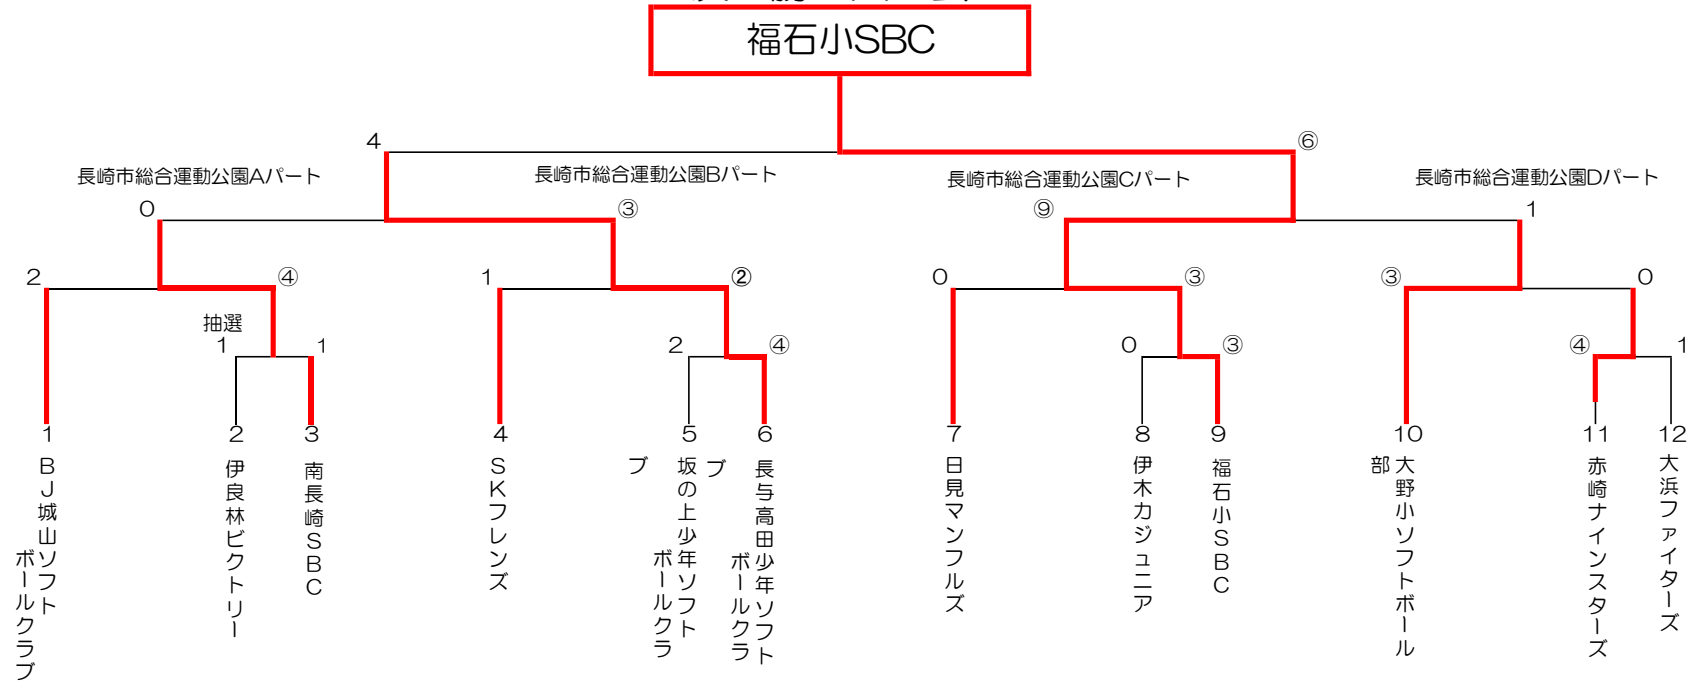 福石小SBC
4
⑥
長崎市総合運動公園Aパート
長崎市総合運動公園Bパート
長崎市総合運動公園Cパート
長崎市総合運動公園Dパート
0
③
⑨
1
2
④
1
②
0
③
③
0
抽選
1
1
2
④
0
③
④
1
1
2
3
4
5
6
7
8
9
10
11
12
BJ城山ソフト
ボールクラブ
伊良林ビクトリー
南長崎SBC
SKフレンズ
坂の上少年ソフト
ボールクラ
ブ
長与高田少年ソフト
ボールクラ
ブ
日見マンフルズ
伊木力ジュニア
福石小SBC
大野小ソフトボール
部
赤崎ナインスターズ
大浜ファイターズ